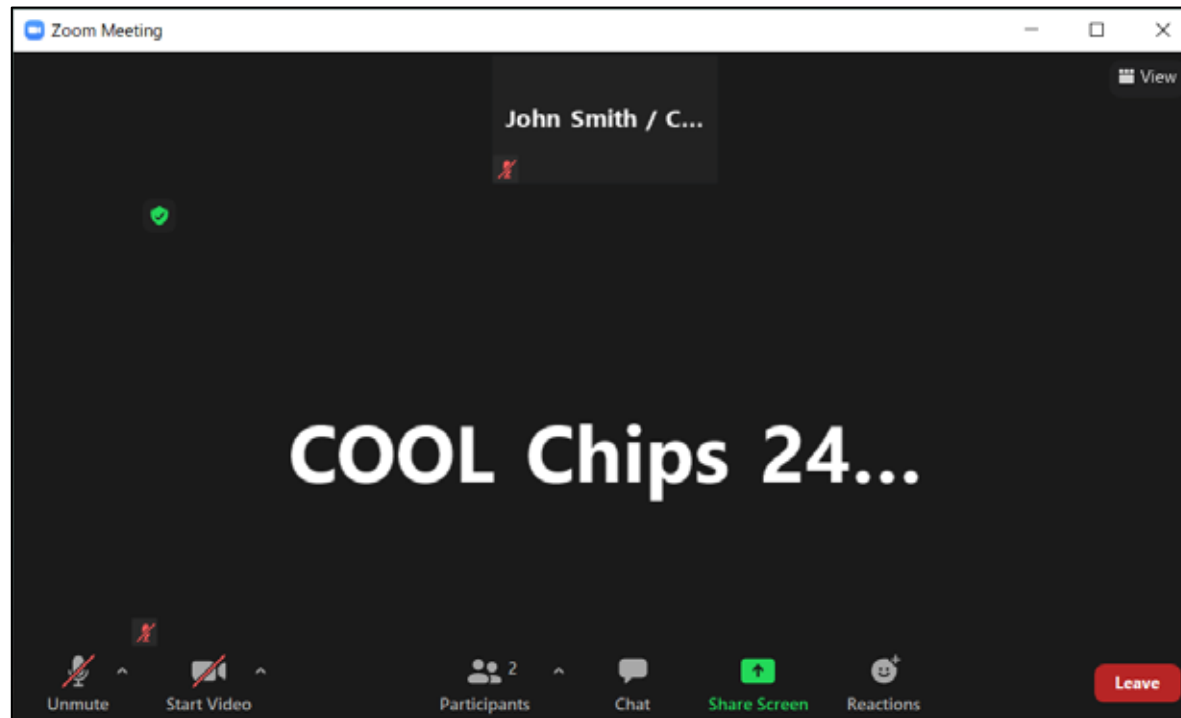 Zoom Meeting
View
John Smith / C...
COOL Chips 24...
2
Unmute Start Video Participants Chat Share Screen Reactions Leave